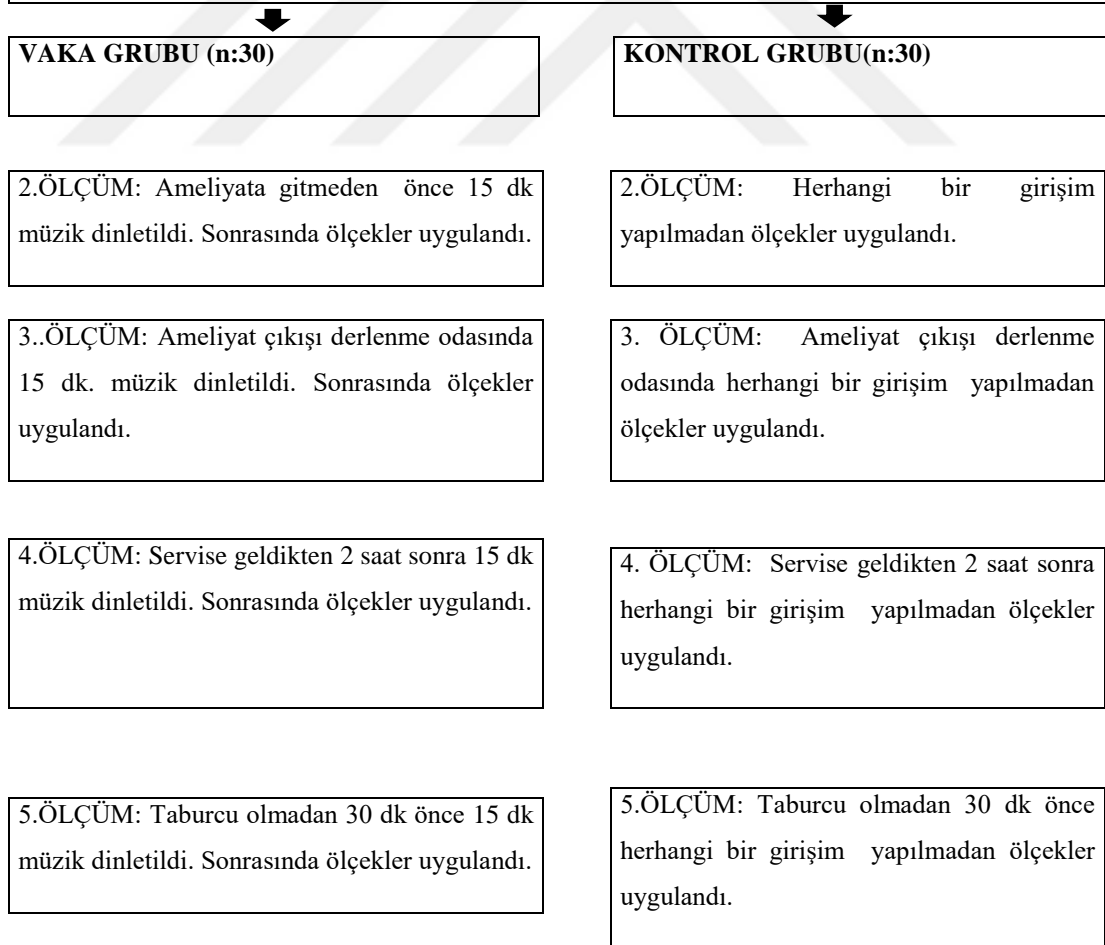 VAKA GRUBU (n:30)
KONTROL GRUBU(n:30)
2.ÖLÇÜM: Ameliyata gitmeden önce 15 dk
müzik dinletildi. Sonrasında ölçekler uygulandı.
2.ÖLÇÜM: Herhangi bir girişim
yapılmadan ölçekler uygulandı.
3..ÖLÇÜM: Ameliyat çıkışı derlenme odasında
15 dk. müzik dinletildi. Sonrasında ölçekler
uygulandı.
3. ÖLÇÜM: Ameliyat çıkışı derlenme
odasında herhangi bir girişim yapılmadan
ölçekler uygulandı.
4.ÖLÇÜM: Servise geldikten 2 saat sonra 15 dk
müzik dinletildi. Sonrasında ölçekler uygulandı.
4. ÖLÇÜM: Servise geldikten 2 saat sonra
herhangi bir girişim yapılmadan ölçekler
uygulandı.
5.ÖLÇÜM: Taburcu olmadan 30 dk önce 15 dk
müzik dinletildi. Sonrasında ölçekler uygulandı.
5.ÖLÇÜM: Taburcu olmadan 30 dk önce
herhangi bir girişim yapılmadan ölçekler
uygulandı.